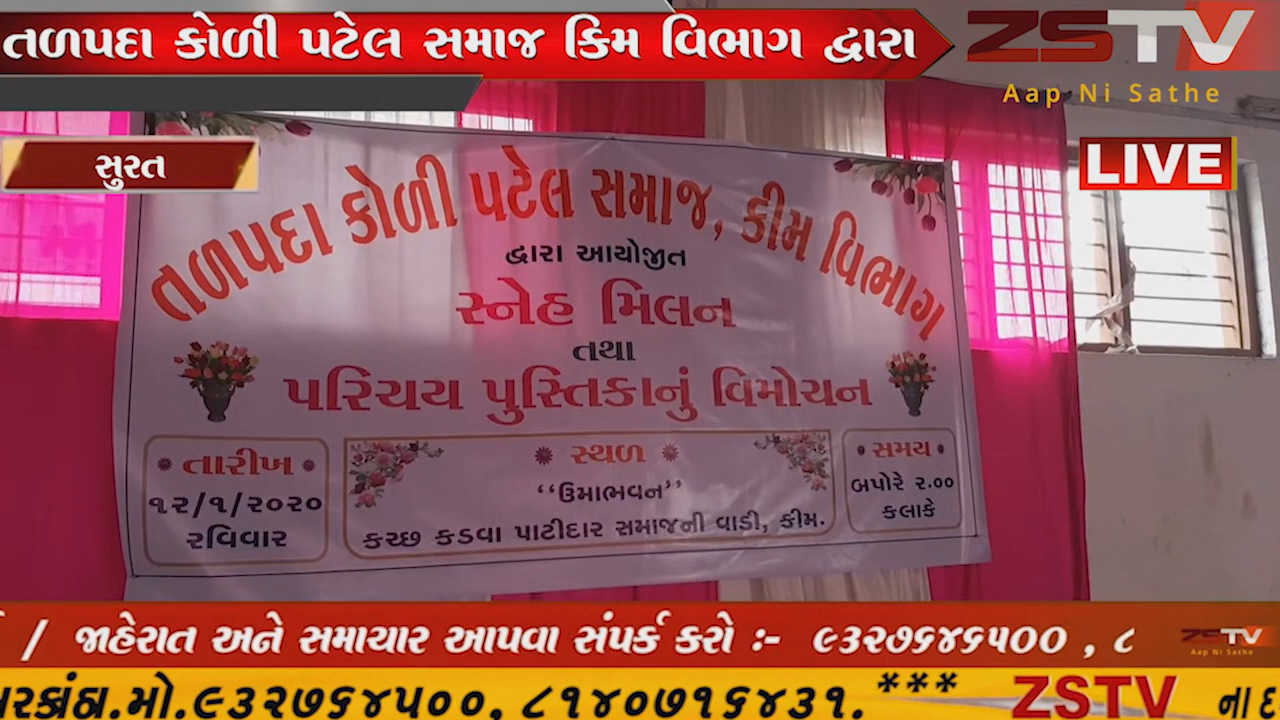 તળપદા કોળી પટેલ સમાજ કિમ વિભાગ દ્વારા
ZSTV
Aap Ni Sathe
સુરત
LIVE
તળપદા કોળી પટેલ સમાજ, કીમ વિભાગ
દ્વારા આયોજીત
સ્નેહ મિલન
તથા
પરિચય પુસ્તિકાનું વિમોચન
તારીખ
૧૨/૧/૨૦૨૦
રવિવાર
સ્થળ
“ઉમાભવન”
કચ્છ કડવા પાટીદાર સમાજની વાડી, કીમ.
સમય
બપોરે ૨.૦૦
કલાકે
/ જાહેરાત અને સમાચાર આપવા સંપર્ક કરો :- ૯૩૨૭૬૪૬૫૦૦ , ૮
ZSTV
Aap Ni Sathe
મો.૯૩૨૭૬૪૫૦૦, ૮૧૪૦૭૧૬૪૩૧. *** ZSTV ના દ